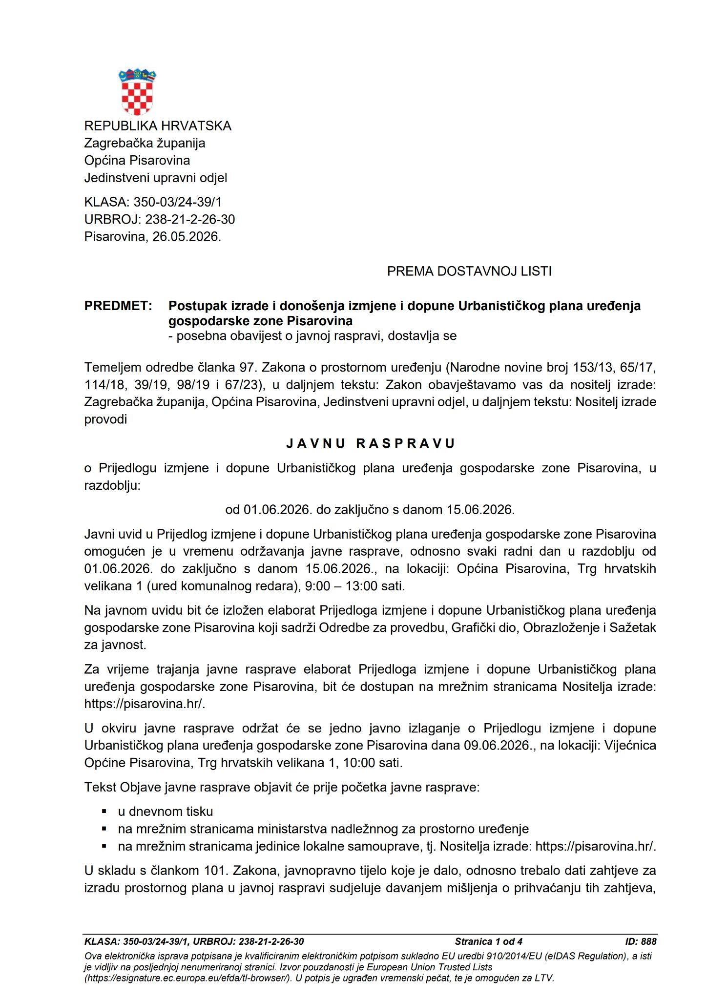 REPUBLIKA HRVATSKA
Zagrebačka županija
Općina Pisarovina
Jedinstveni upravni odjel
KLASA: 350-03/24-39/1
URBROJ: 238-21-2-26-30
Pisarovina, 26.05.2026.
PREMA DOSTAVNOJ LISTI
PREDMET: Postupak izrade i donošenja izmjene i dopune Urbanističkog plana uređenja
gospodarske zone Pisarovina
- posebna obavijest o javnoj raspravi, dostavlja se
Temeljem odredbe članka 97. Zakona o prostornom uređenju (Narodne novine broj 153/13, 65/17,
114/18, 39/19, 98/19 i 67/23), u daljnjem tekstu: Zakon obavještavamo vas da nositelj izrade:
Zagrebačka županija, Općina Pisarovina, Jedinstveni upravni odjel, u daljnjem tekstu: Nositelj izrade
provodi
J A V N U R A S P R A V U
o Prijedlogu izmjene i dopune Urbanističkog plana uređenja gospodarske zone Pisarovina, u
razdoblju:
od 01.06.2026. do zaključno s danom 15.06.2026.
Javni uvid u Prijedlog izmjene i dopune Urbanističkog plana uređenja gospodarske zone Pisarovina
omogućen je u vremenu održavanja javne rasprave, odnosno svaki radni dan u razdoblju od
01.06.2026. do zaključno s danom 15.06.2026., na lokaciji: Općina Pisarovina, Trg hrvatskih
velikana 1 (ured komunalnog redara), 9:00 – 13:00 sati.
Na javnom uvidu bit će izložen elaborat Prijedloga izmjene i dopune Urbanističkog plana uređenja
gospodarske zone Pisarovina koji sadrži Odredbe za provedbu, Grafički dio, Obrazloženje i Sažetak
za javnost.
Za vrijeme trajanja javne rasprave elaborat Prijedloga izmjene i dopune Urbanističkog plana
uređenja gospodarske zone Pisarovina, bit će dostupan na mrežnim stranicama Nositelja izrade:
https://pisarovina.hr/.
U okviru javne rasprave održat će se jedno javno izlaganje o Prijedlogu izmjene i dopune
Urbanističkog plana uređenja gospodarske zone Pisarovina dana 09.06.2026., na lokaciji: Vijećnica
Općine Pisarovina, Trg hrvatskih velikana 1, 10:00 sati.
Tekst Objave javne rasprave objavit će prije početka javne rasprave:
▪ u dnevnom tisku
▪ na mrežnim stranicama ministarstva nadležnnog za prostorno uređenje
▪ na mrežnim stranicama jedinice lokalne samouprave, tj. Nositelja izrade: https://pisarovina.hr/.
U skladu s člankom 101. Zakona, javnopravno tijelo koje je dalo, odnosno trebalo dati zahtjeve za
izradu prostornog plana u javnoj raspravi sudjeluje davanjem mišljenja o prihvaćanju tih zahtjeva,
KLASA: 350-03/24-39/1, URBROJ: 238-21-2-26-30 Stranica 1 od 4 ID: 888
Ova elektronička isprava potpisana je kvalificiranim elektroničkim potpisom sukladno EU uredbi 910/2014/EU (eIDAS Regulation), a isti
je vidljiv na posljednjoj nenumeriranoj stranici. Izvor pouzdanosti je European Union Trusted Lists
(https://esignature.ec.europa.eu/efda/tl-browser/). U potpis je ugrađen vremenski pečat, te je omogućen za LTV.